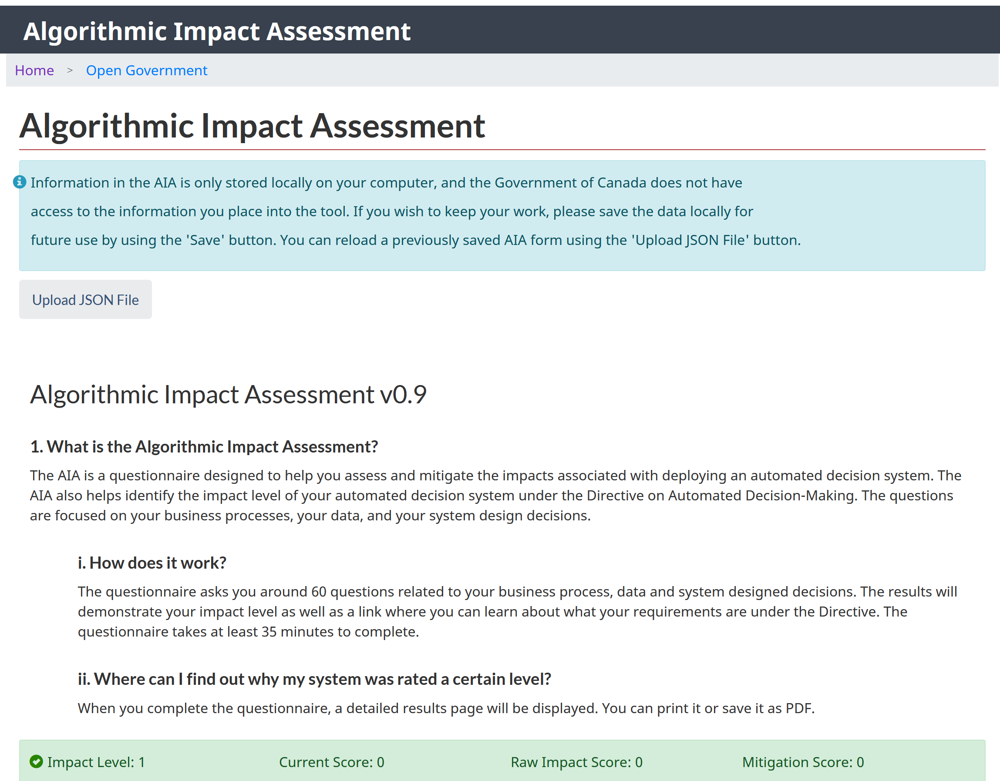 Algorithmic Impact Assessment
Home > Open Government
Algorithmic Impact Assessment
Information in the AIA is only stored locally on your computer, and the Government of Canada does not have
access to the information you place into the tool. If you wish to keep your work, please save the data locally for
future use by using the 'Save' button. You can reload a previously saved AIA form using the 'Upload JSON File' button.
Upload JSON File
Algorithmic Impact Assessment v0.9
1. What is the Algorithmic Impact Assessment?
The AIA is a questionnaire designed to help you assess and mitigate the impacts associated with deploying an automated decision system. The
AIA also helps identify the impact level of your automated decision system under the Directive on Automated Decision-Making. The questions
are focused on your business processes, your data, and your system design decisions.
i. How does it work?
The questionnaire asks you around 60 questions related to your business process, data and system designed decisions. The results will
demonstrate your impact level as well as a link where you can learn about what your requirements are under the Directive. The
questionnaire takes at least 35 minutes to complete.
ii. Where can I find out why my system was rated a certain level?
When you complete the questionnaire, a detailed results page will be displayed. You can print it or save it as PDF.
Impact Level: 1 Current Score: 0 Raw Impact Score: 0 Mitigation Score: 0